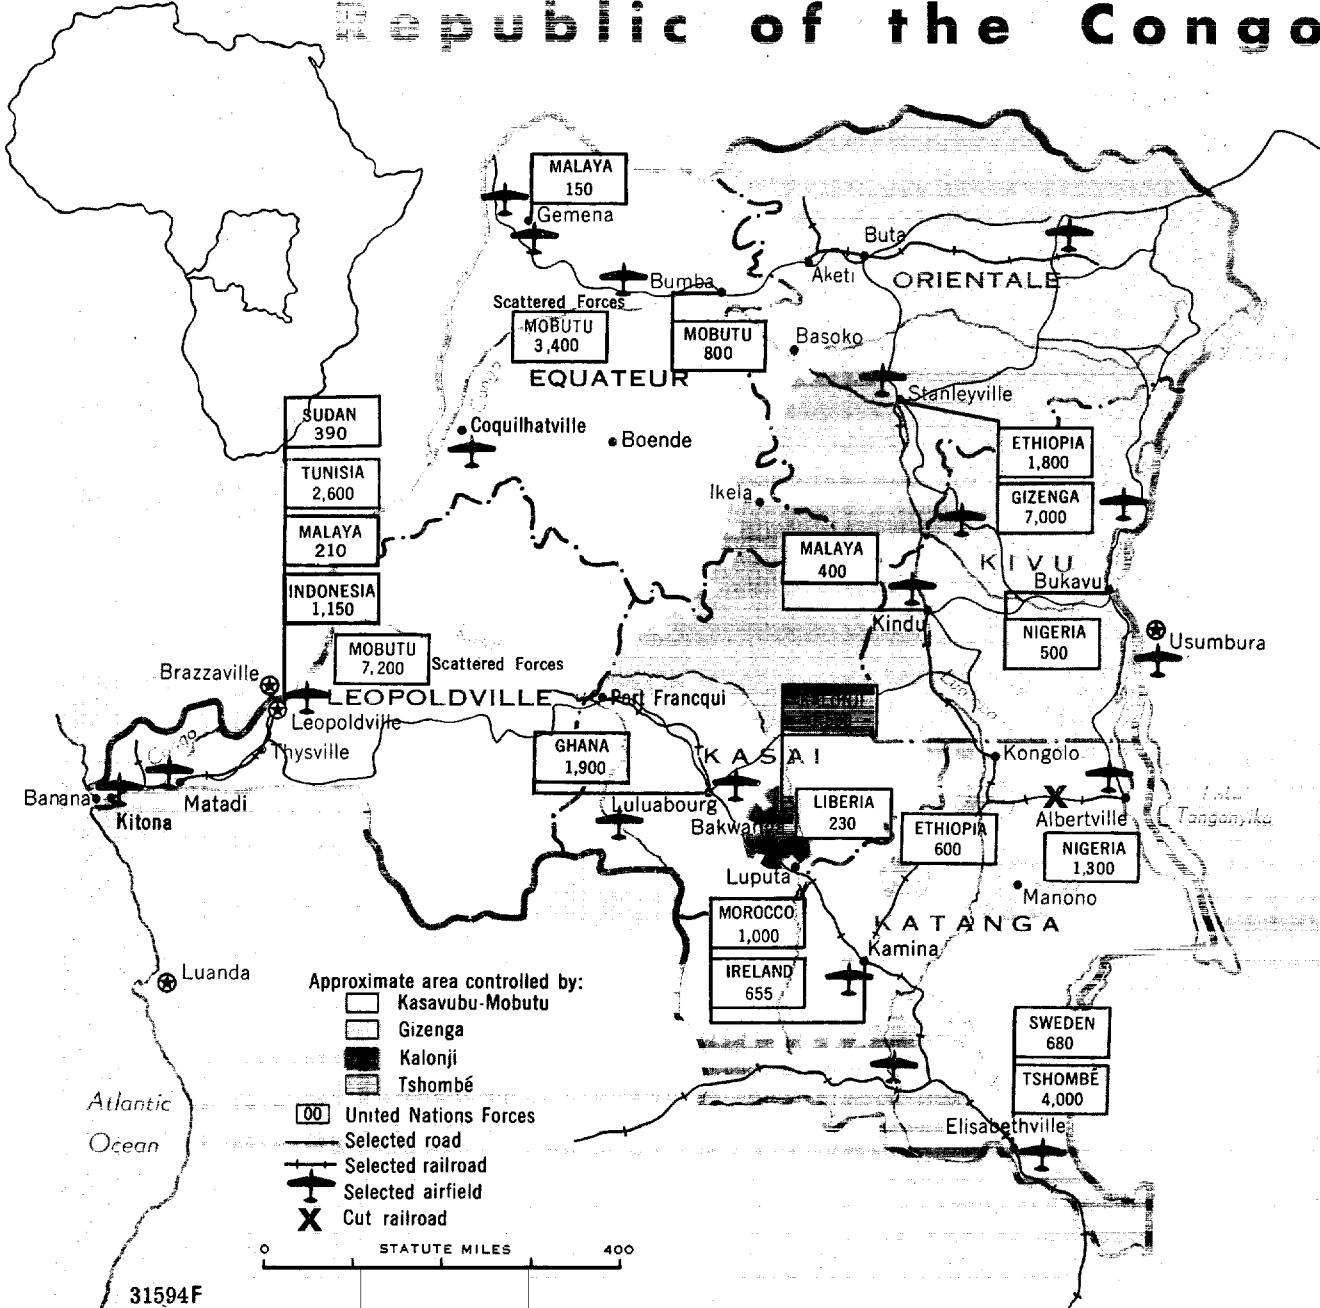 Republic of the Congo
MALAYA
150
Gemena
Buta
Bumba
Aketi
ORIENTALE
Scattered Forces
MOBUTU
3,400
MOBUTU
800
Basoko
EQUATEUR
Stanleyville
SUDAN
390
Coquilhatville
Boende
ETHIOPIA
1,800
TUNISIA
2,600
Ikela
GIZENGA
7,000
MALAYA
210
MALAYA
400
KIVU
Bukavu
INDONESIA
1,150
Kindu
NIGERIA
500
Usumbura
MOBUTU
7,200
Scattered Forces
Brazzaville
LEOPOLDVILLE
Port Francqui
KALONJI
Leopoldville
Thysville
Congo
GHANA
1,900
KASAI
Kongolo
Banana
Kitona
Matadi
Luluabourg
Bakwanga
LIBERIA
230
ETHIOPIA
600
Albertville
Lake
Tanganyika
NIGERIA
1,300
Luputa
Manono
MOROCCO
1,000
KATANGA
Kamina
IRELAND
655
Luanda
Approximate area controlled by:
Kasavubu-Mobutu
Gizenga
Kalonji
Tshombé
00 United Nations Forces
Selected road
Selected railroad
Selected airfield
X Cut railroad
SWEDEN
680
TSHOMBÉ
4,000
Elisabethville
Atlantic
Ocean
0 STATUTE MILES 400
31594F